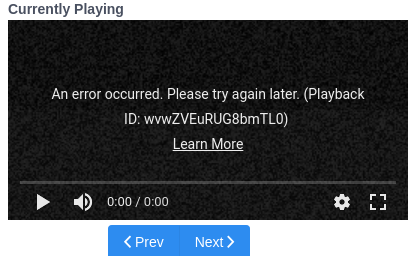 Currently Playing
An error occurred. Please try again later. (Playback
ID: wvwZVEuRUG8bmTL0)
Learn More
0:00 / 0:00
Prev Next